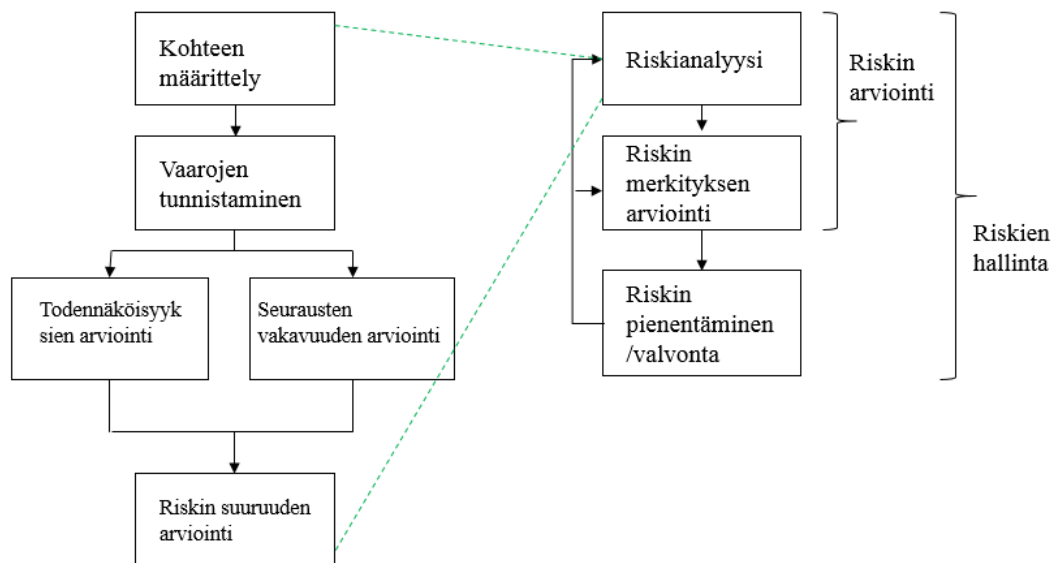 Kohteen
määrittely
Vaarojen
tunnistaminen
Todennäköisyyk
sien arviointi
Seurausten
vakavuuden arviointi
Riskin suuruuden
arviointi
Riskianalyysi
Riskin
merkityksen
arviointi
Riskin
pienentäminen
/valvonta
Riskin
arviointi
Riskien
hallinta